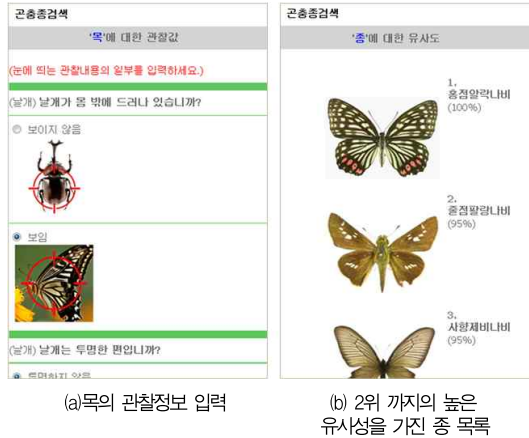 곤충종검색
'목'에 대한 관찰값
(눈에 띄는 관찰내용의 일부를 입력하세요.)
(날개) 날개가 몸 밖에 드러나 있습니까?
보이지 않음
보임
(날개) 날개는 투명한 편입니까?
투명하지 않음
(a)목의 관찰정보 입력
곤충종검색
'종'에 대한 유사도
1.
홍점알락나비
(100%)
2.
줄점팔랑나비
(95%)
3.
사향제비나비
(95%)
(b) 2위 까지의 높은
유사성을 가진 종 목록